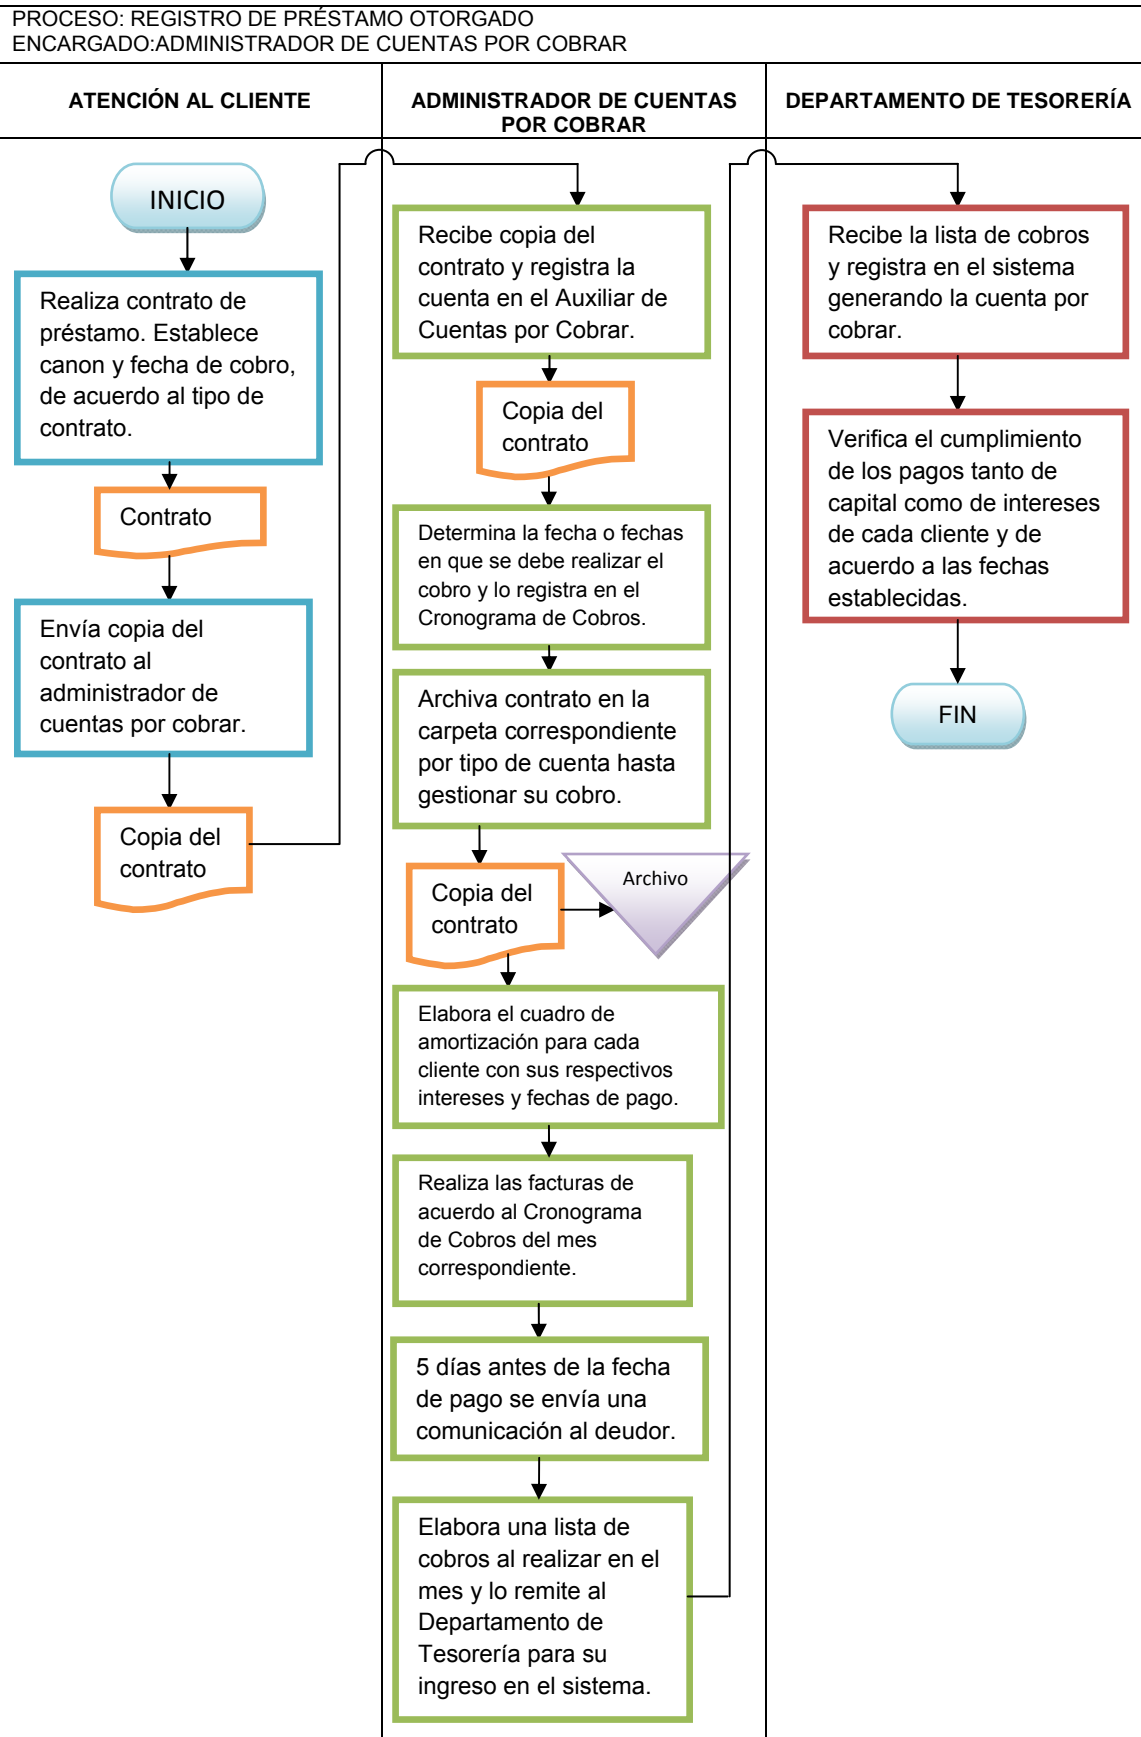 PROCESO: REGISTRO DE PRÉSTAMO OTORGADO
ENCARGADO:ADMINISTRADOR DE CUENTAS POR COBRAR
ATENCIÓN AL CLIENTE
ADMINISTRADOR DE CUENTAS
POR COBRAR
DEPARTAMENTO DE TESORERÍA
INICIO
Realiza contrato de
préstamo. Establece
canon y fecha de cobro,
de acuerdo al tipo de
contrato.
Contrato
Envía copia del
contrato al
administrador de
cuentas por cobrar.
Copia del
contrato
Recibe copia del
contrato y registra la
cuenta en el Auxiliar de
Cuentas por Cobrar.
Copia del
contrato
Determina la fecha o fechas
en que se debe realizar el
cobro y lo registra en el
Cronograma de Cobros.
Archiva contrato en la
carpeta correspondiente
por tipo de cuenta hasta
gestionar su cobro.
Copia del
contrato
Archivo
Elabora el cuadro de
amortización para cada
cliente con sus respectivos
intereses y fechas de pago.
Realiza las facturas de
acuerdo al Cronograma
de Cobros del mes
correspondiente.
5 días antes de la fecha
de pago se envía una
comunicación al deudor.
Elabora una lista de
cobros al realizar en el
mes y lo remite al
Departamento de
Tesorería para su
ingreso en el sistema.
Recibe la lista de cobros
y registra en el sistema
generando la cuenta por
cobrar.
Verifica el cumplimiento
de los pagos tanto de
capital como de intereses
de cada cliente y de
acuerdo a las fechas
establecidas.
FIN